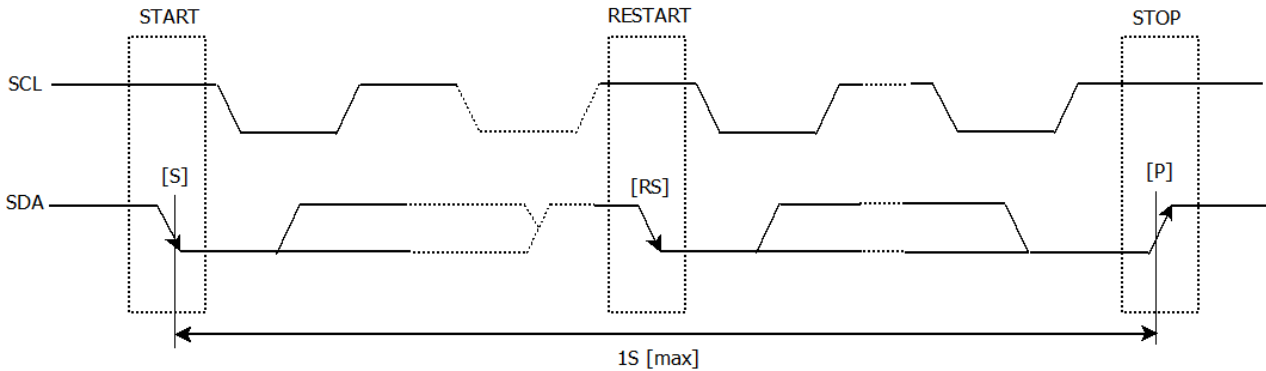 START
RESTART
STOP
SCL
[S]
[RS]
[P]
SDA
1S [max]